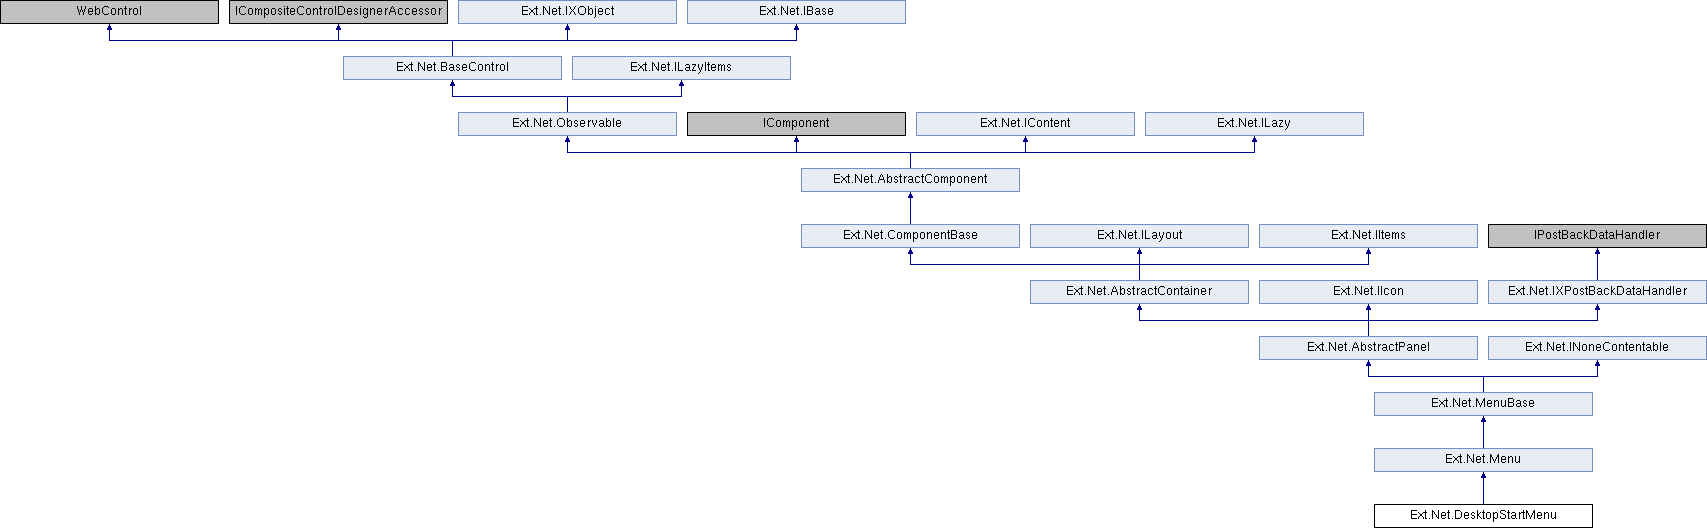 WebControl
ICompositeControlDesignerAccessor
Ext.Net.IXObject
Ext.Net.IBase
Ext.Net.BaseControl
Ext.Net.ILazyItems
Ext.Net.Observable
IComponent
Ext.Net.IContent
Ext.Net.ILazy
Ext.Net.AbstractComponent
Ext.Net.ComponentBase
Ext.Net.ILayout
Ext.Net.IItems
IPostBackDataHandler
Ext.Net.AbstractContainer
Ext.Net.IIcon
Ext.Net.IXPostBackDataHandler
Ext.Net.AbstractPanel
Ext.Net.INoneContentable
Ext.Net.MenuBase
Ext.Net.Menu
Ext.Net.DesktopStartMenu